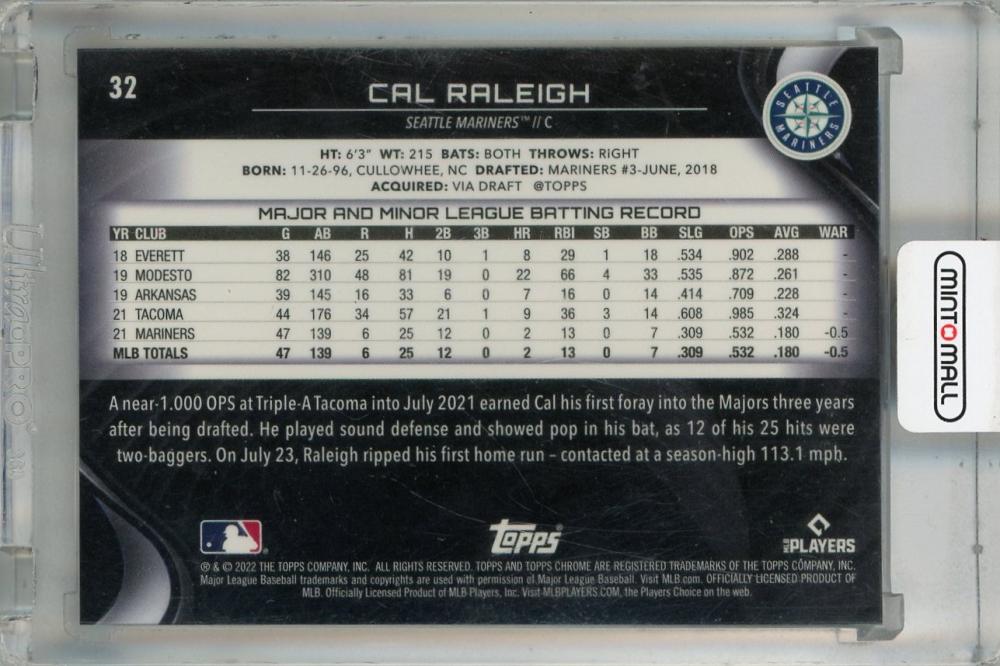 32
CAL RALEIGH
SEATTLE MARINERS™ // C
SEATTLE MARINERS
HT: 6'3" WT: 215 BATS: BOTH THROWS: RIGHT
BORN: 11-26-96, CULLOWHEE, NC DRAFTED: MARINERS #3-JUNE, 2018
ACQUIRED: VIA DRAFT @TOPPS
MAJOR AND MINOR LEAGUE BATTING RECORD
YR CLUB G AB R H 2B 3B HR RBI SB BB SLG OPS AVG WAR
18 EVERETT 38 146 25 42 10 1 8 29 1 18 .534 .902 .288 -
19 MODESTO 82 310 48 81 19 0 22 66 4 33 .535 .872 .261 -
19 ARKANSAS 39 145 16 33 6 0 7 16 0 14 .414 .709 .228 -
21 TACOMA 44 176 34 57 21 1 9 36 3 14 .608 .985 .324 -
21 MARINERS 47 139 6 25 12 0 2 13 0 7 .309 .532 .180 -0.5
MLB TOTALS 47 139 6 25 12 0 2 13 0 7 .309 .532 .180 -0.5
A near-1.000 OPS at Triple-A Tacoma into July 2021 earned Cal his first foray into the Majors three years
after being drafted. He played sound defense and showed pop in his bat, as 12 of his 25 hits were
two-baggers. On July 23, Raleigh ripped his first home run – contacted at a season-high 113.1 mph.
topps
MLB PLAYERS
® & © 2022 THE TOPPS COMPANY, INC. ALL RIGHTS RESERVED. TOPPS AND TOPPS CHROME ARE REGISTERED TRADEMARKS OF THE TOPPS COMPANY, INC.
Major League Baseball trademarks and copyrights are used with permission of Major League Baseball. Visit MLB.com. OFFICIALLY LICENSED PRODUCT OF
MLB. Officially Licensed Product of MLB Players, Inc. Visit MLBPLAYERS.COM, the Players Choice on the web.
MINTOMALL
Ultra PRO